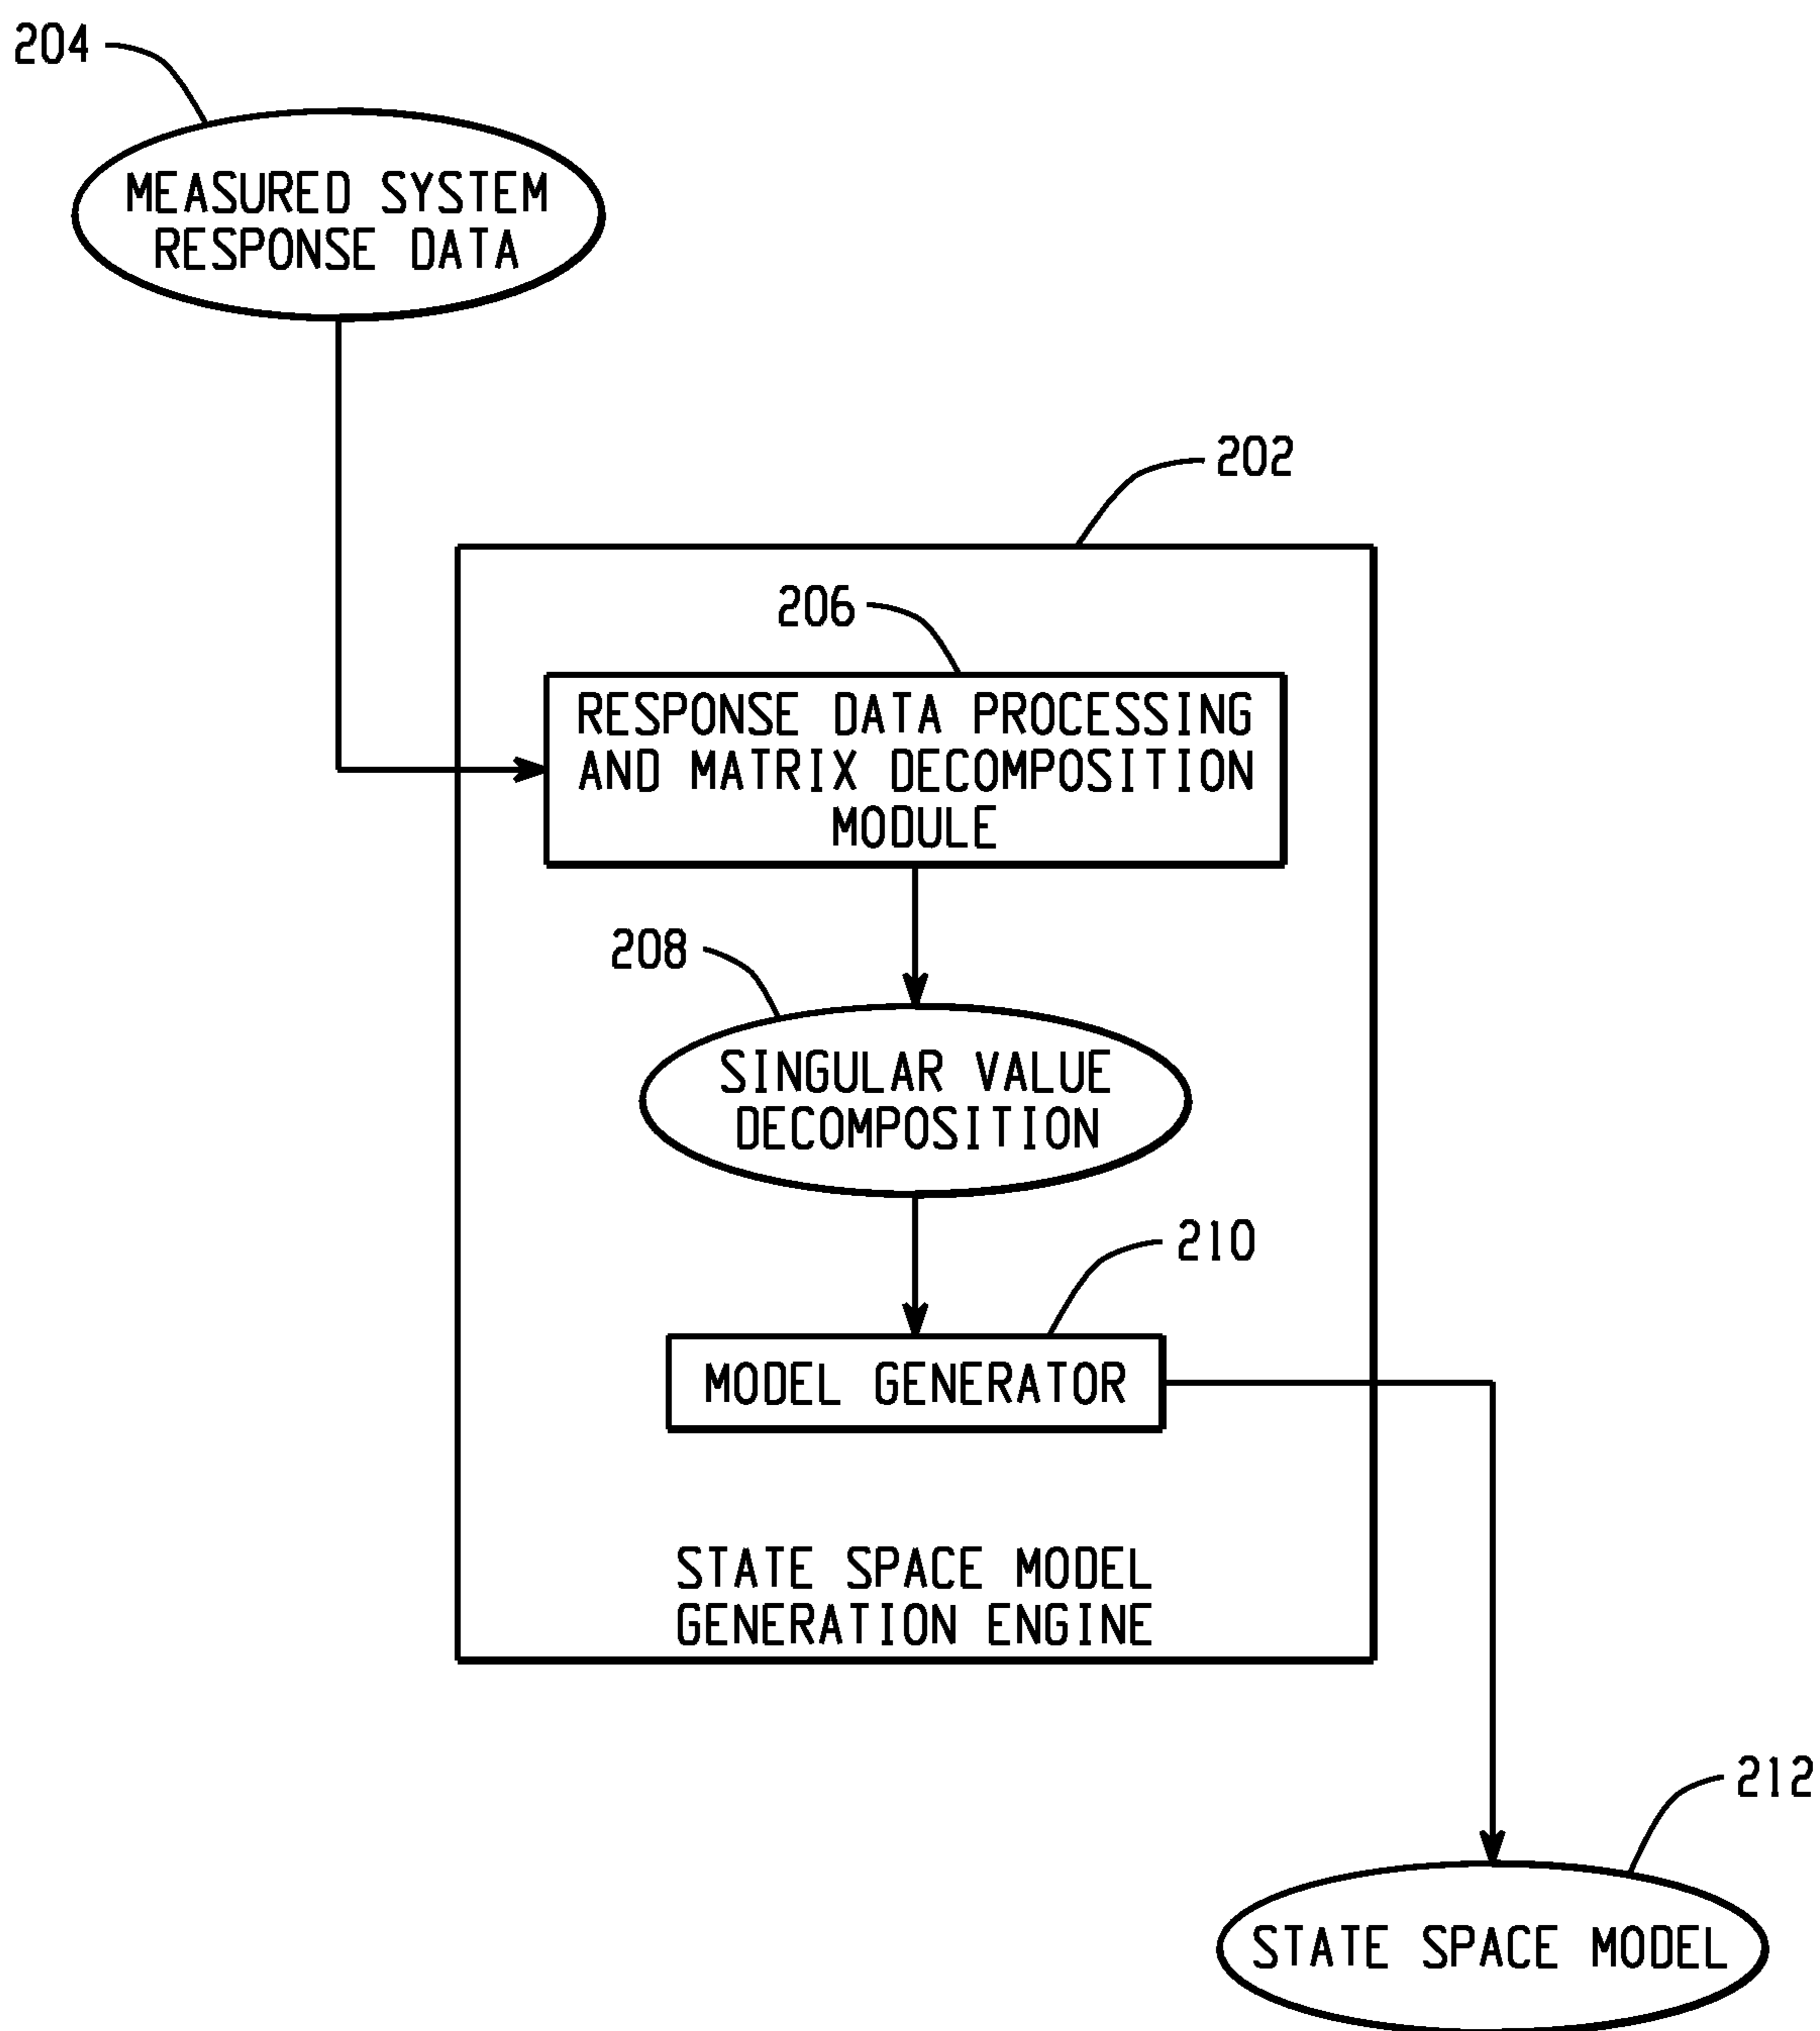 204
MEASURED SYSTEM
RESPONSE DATA
202
206
RESPONSE DATA PROCESSING
AND MATRIX DECOMPOSITION
MODULE
208
SINGULAR VALUE
DECOMPOSITION
210
MODEL GENERATOR
STATE SPACE MODEL
GENERATION ENGINE
212
STATE SPACE MODEL